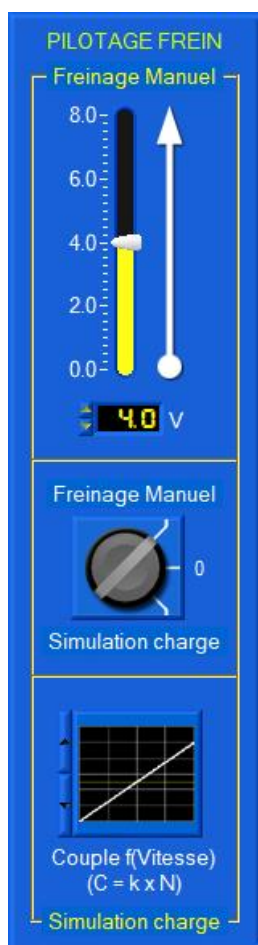 PILOTAGE FREIN
Freinage Manuel
8.0
6.0
4.0
2.0
0.0
4.0 V
Freinage Manuel
0
Simulation charge
Couple f(Vitesse)
(C = k x N)
Simulation charge